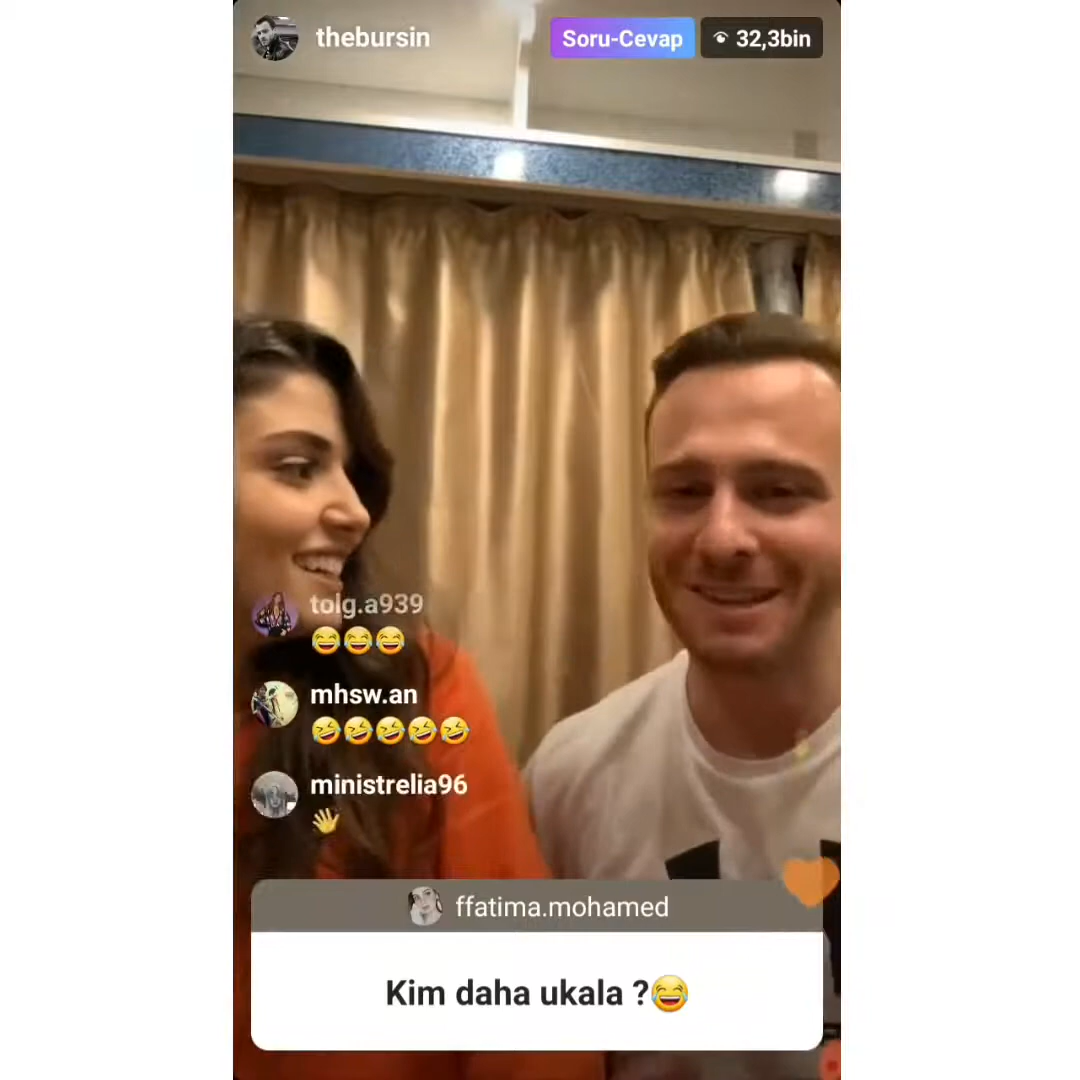 thebursin
Soru-Cevap
32,3bin
tolg.a939
😂😂😂
mhsw.an
🤣🤣🤣🤣🤣
ministrelia96
👋
ffatima.mohamed
Kim daha ukala ?😂